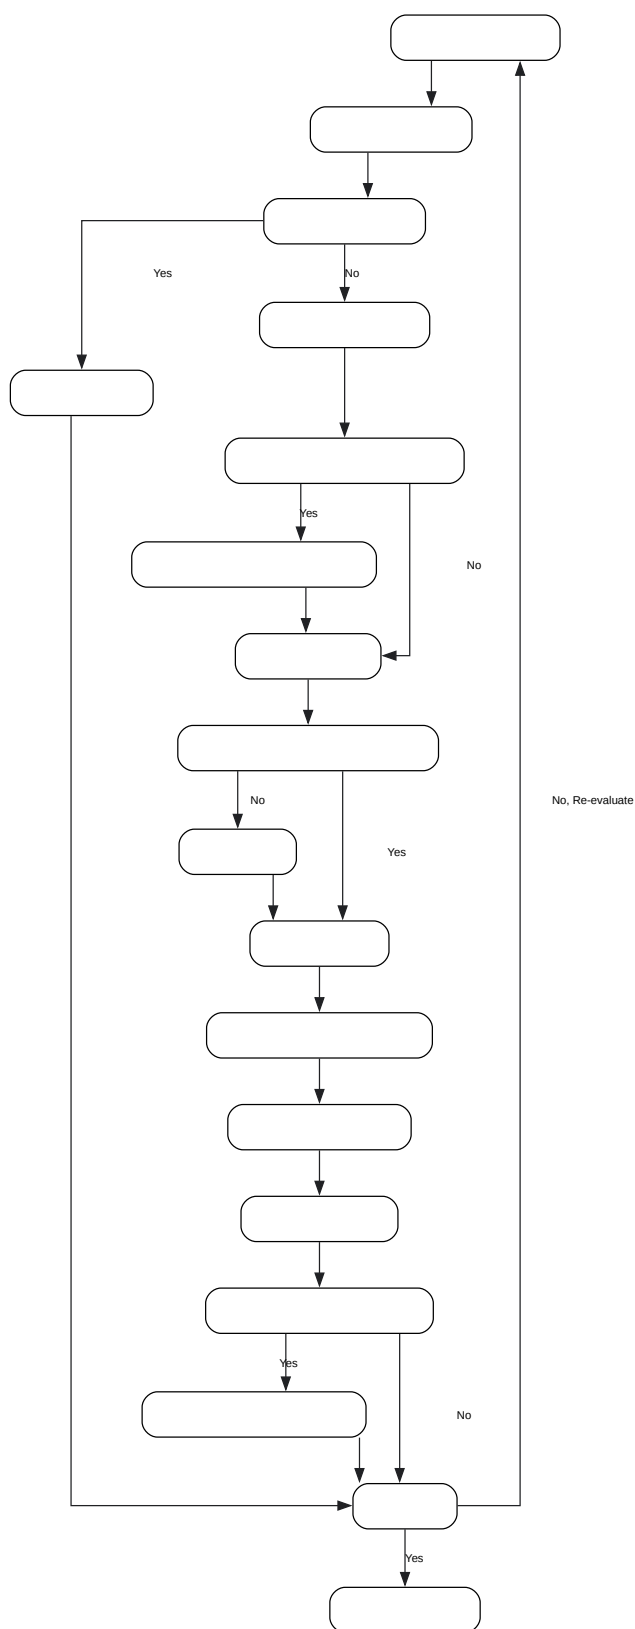 Yes
No
Yes
No
No
No, Re-evaluate
Yes
Yes
No
Yes